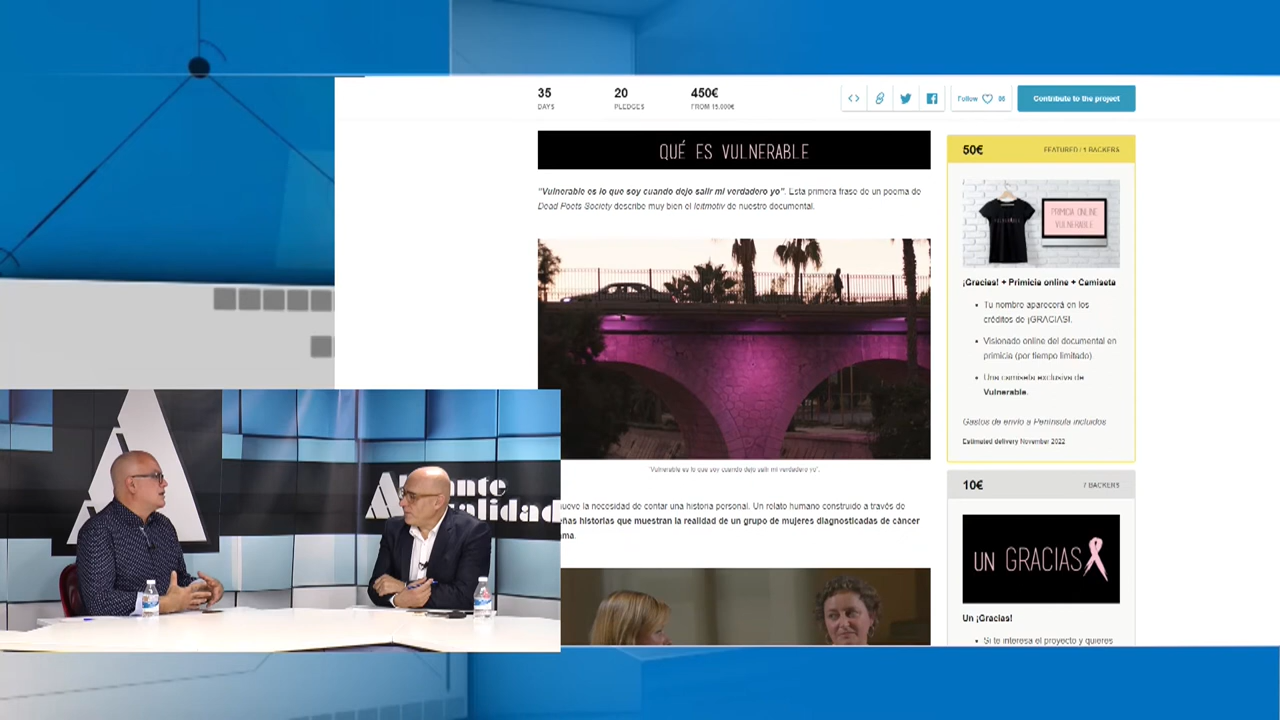 35
DAYS
20
PLEDGES
450€
FROM 15.000€
Follow
86
Contribute to the project
QUÉ ES VULNERABLE
"Vulnerable es lo que soy cuando dejo salir mi verdadero yo". Esta primera frase de un poema de
Dead Poets Society describe muy bien el leitmotiv de nuestro documental.
"Vulnerable es lo que soy cuando dejo salir mi verdadero yo".
ueve la necesidad de contar una historia personal. Un relato humano construido a través de
eñas historias que muestran la realidad de un grupo de mujeres diagnosticadas de cáncer
ama.
50€
FEATURED / 1 BACKERS
PRIMICIA ONLINE
VULNERABLE
¡Gracias! + Primicia online + Camiseta
• Tu nombre aparecerá en los
créditos de ¡GRACIAS!.
• Visionado online del documental en
primicia (por tiempo limitado)
• Una camiseta exclusiva de
Vulnerable.
Gastos de envío a Península incluidos
Estimated delivery November 2022
10€
7 BACKERS
UN GRACIAS
Un ¡Gracias!
• Si te interesa el proyecto y quieres